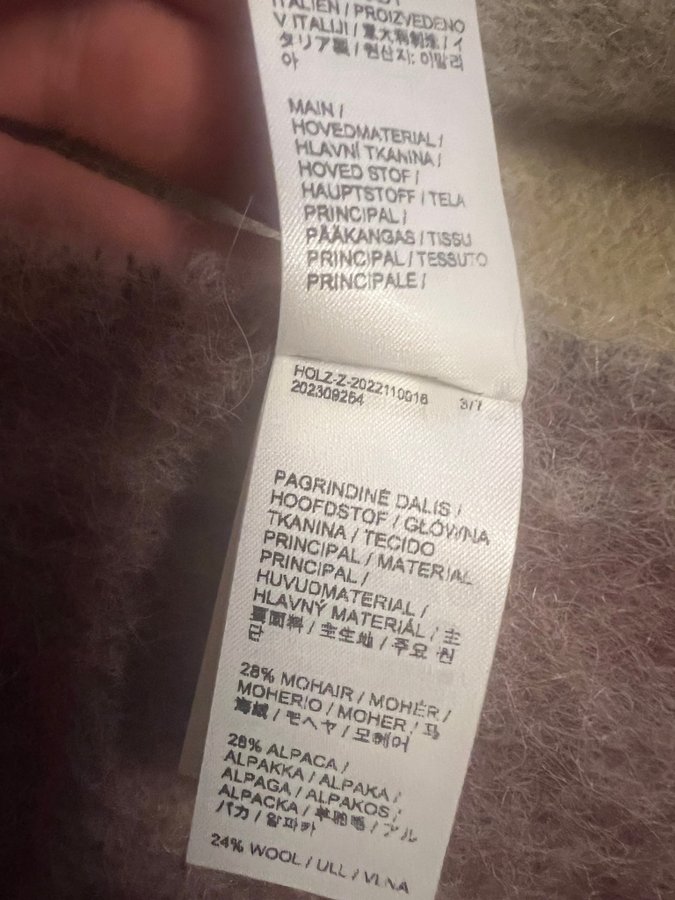 ITALIEN / PROIZVEDENO
V ITALIJI / 意大利制造 / イ
タリア製 / 원산지: 이탈리
아
MAIN /
HOVEDMATERIAL /
HLAVNÍ TKANINA /
HOVED STOF /
HAUPTSTOFF / TELA
PRINCIPAL /
PÄÄKANGAS / TISSU
PRINCIPAL / TESSUTO
PRINCIPALE /
HOLZ-Z-2022110018 3/7
202309254
PAGRINDINĖ DALIS /
HOOFDSTOF / GŁÓWNA
TKANINA / TECIDO
PRINCIPAL / MATERIAL
PRINCIPAL /
HUVUDMATERIAL /
HLAVNÝ MATERIÁL / 主
要面料 / 主生地 / 주요 원
단
28% MOHAIR / MOHÉR /
MOHERIO / MOHER / 马
海绒 / モヘヤ / 모헤어
28% ALPACA /
ALPAKKA / ALPAKA /
ALPAGA / ALPAKOS /
ALPACKA / 羊驼毛 / アル
パカ / 알파카
24% WOOL / ULL / VLNA